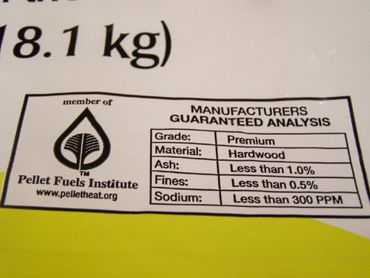 18.1 kg)
member of
TM
Pellet Fuels Institute
www.pelletheat.org
MANUFACTURERS
GUARANTEED ANALYSIS
Grade: Premium
Material: Hardwood
Ash: Less than 1.0%
Fines: Less than 0.5%
Sodium: Less than 300 PPM